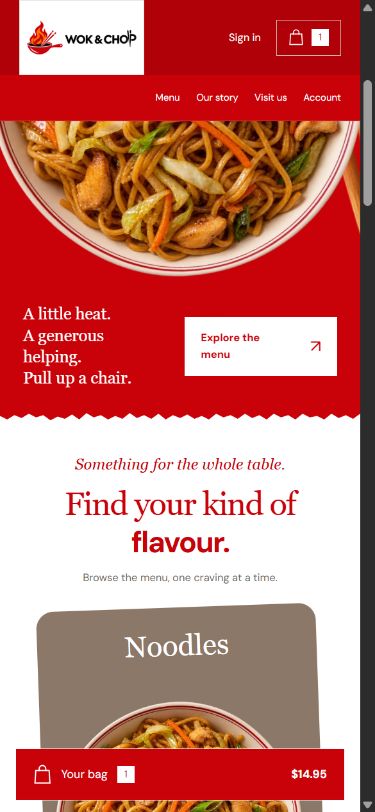 WOK & CHOP
Sign in
1
Menu
Our story
Visit us
Account
A little heat.
A generous
helping.
Pull up a chair.
Explore the
menu
Something for the whole table.
Find your kind of
flavour.
Browse the menu, one craving at a time.
Noodles
Your bag
1
$14.95